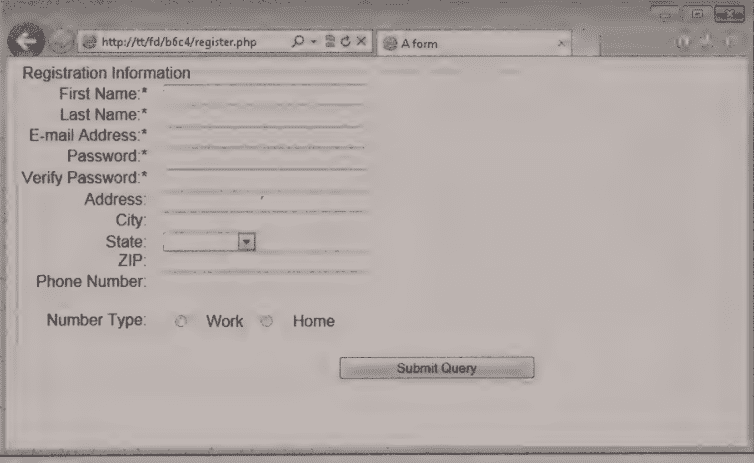 http://tt/fd/b6c4/register.php
A form
Registration Information
First Name:*
Last Name:*
E-mail Address:*
Password:*
Verify Password:*
Address:
City:
State:
ZIP:
Phone Number:
Number Type: Work Home
Submit Query